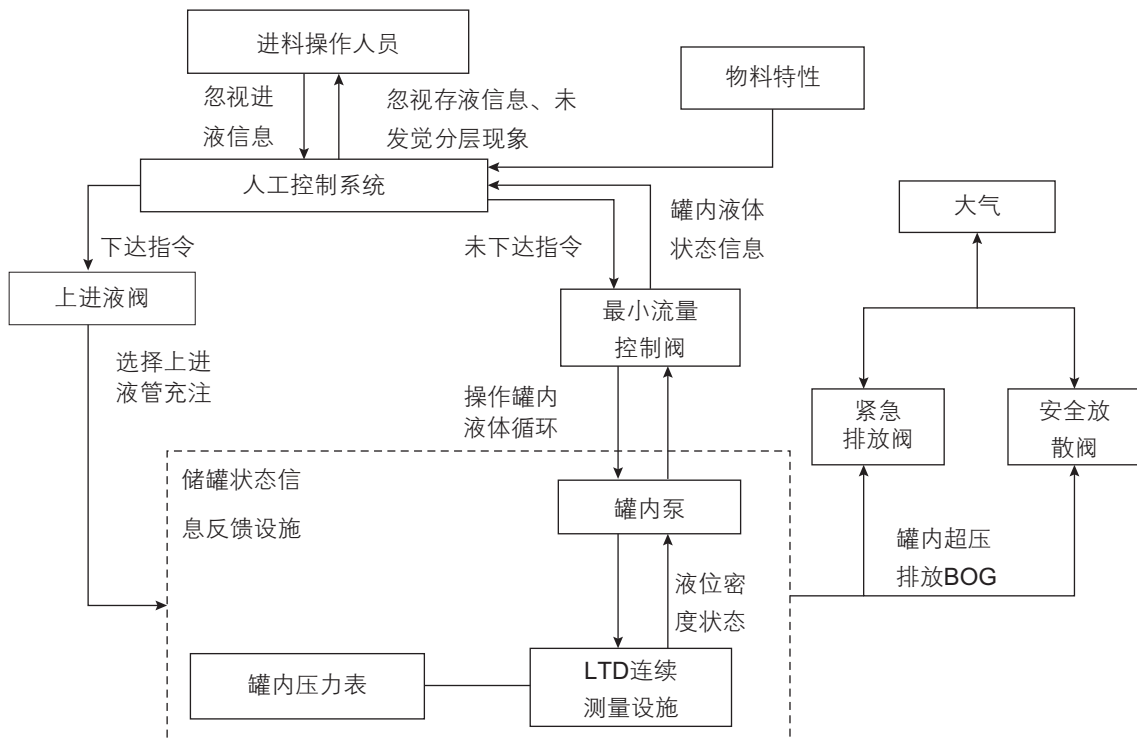 进料操作人员
物料特性
忽视进
液信息
忽视存液信息、未
发觉分层现象
人工控制系统
大气
下达指令
未下达指令
罐内液体
状态信息
上进液阀
最小流量
控制阀
选择上进
液管充注
操作罐内
液体循环
紧急
排放阀
安全放
散阀
储罐状态信
息反馈设施
罐内泵
罐内超压
排放BOG
液位密
度状态
罐内压力表
LTD连续
测量设施